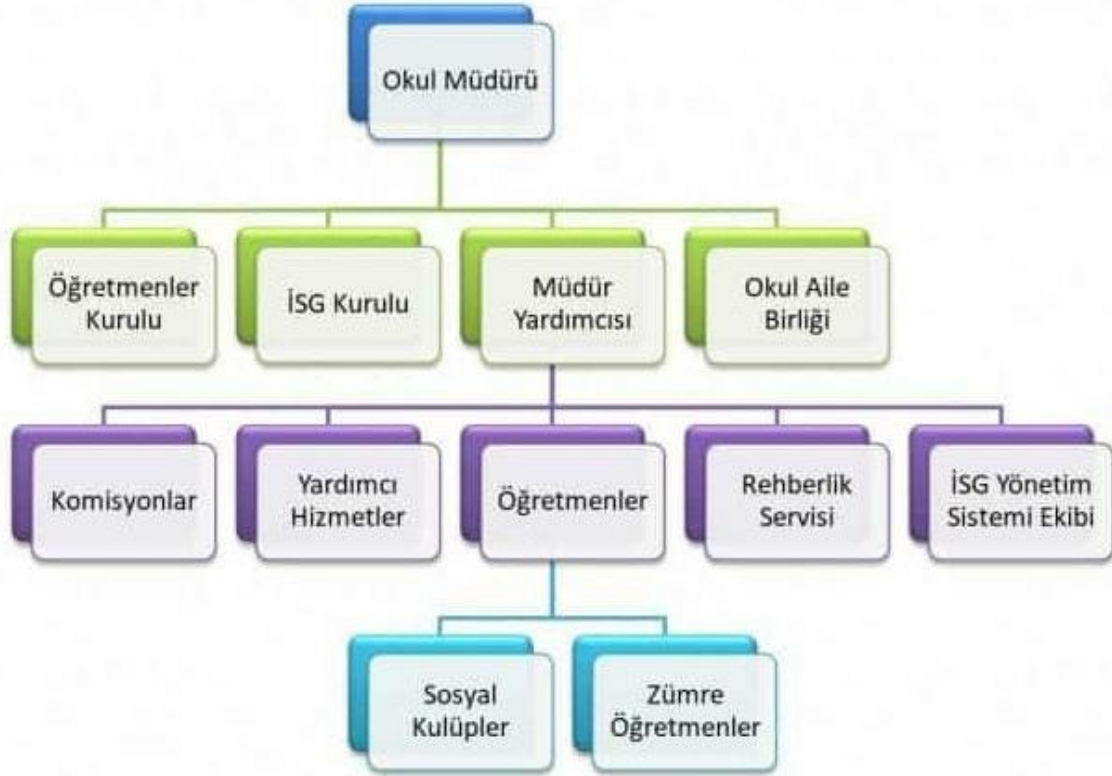 Okul Müdürü
Öğretmenler
Kurulu
İSG Kurulu
Müdür
Yardımcısı
Okul Aile
Birliği
Komisyonlar
Yardımcı
Hizmetler
Öğretmenler
Rehberlik
Servisi
İSG Yönetim
Sistemi Ekibi
Sosyal
Kulüpler
Zümre
Öğretmenler